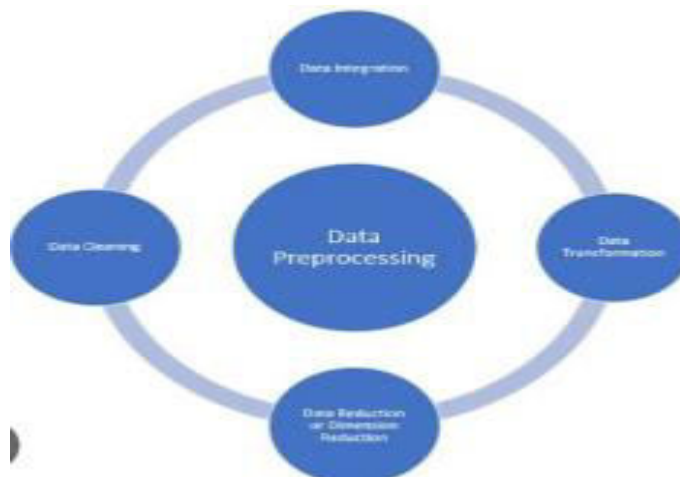 Data Integration
Data Cleaning
Data
Preprocessing
Data
Transformation
Data Reduction
or Dimension
Reduction